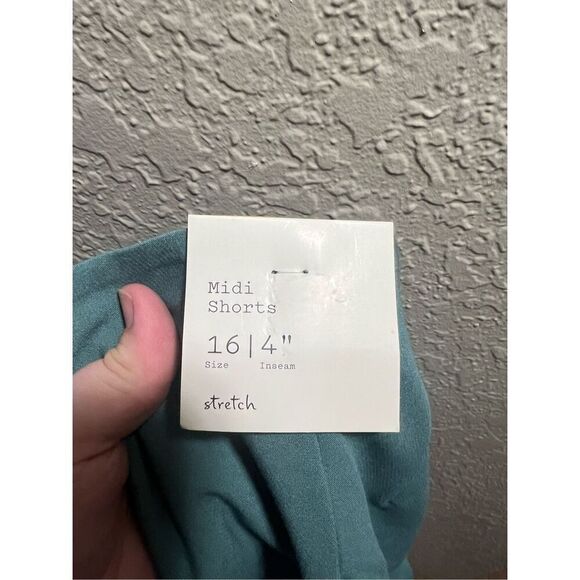 Midi
Shorts
16|4"
Size Inseam
stretch